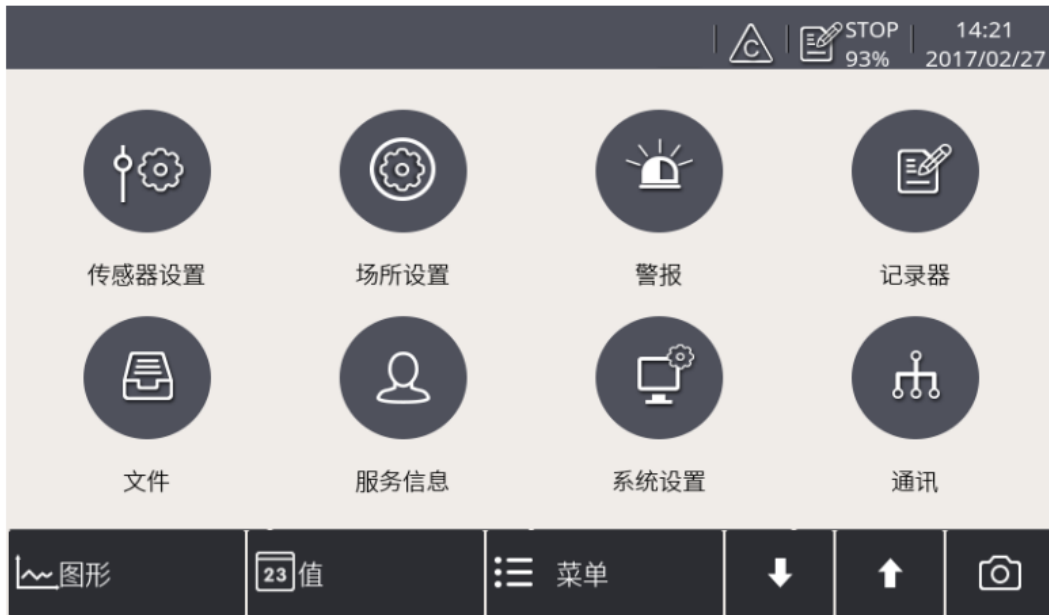 C STOP 14:21
93% 2017/02/27
传感器设置 场所设置 警报 记录器
文件 服务信息 系统设置 通讯
图形 23 值 菜单